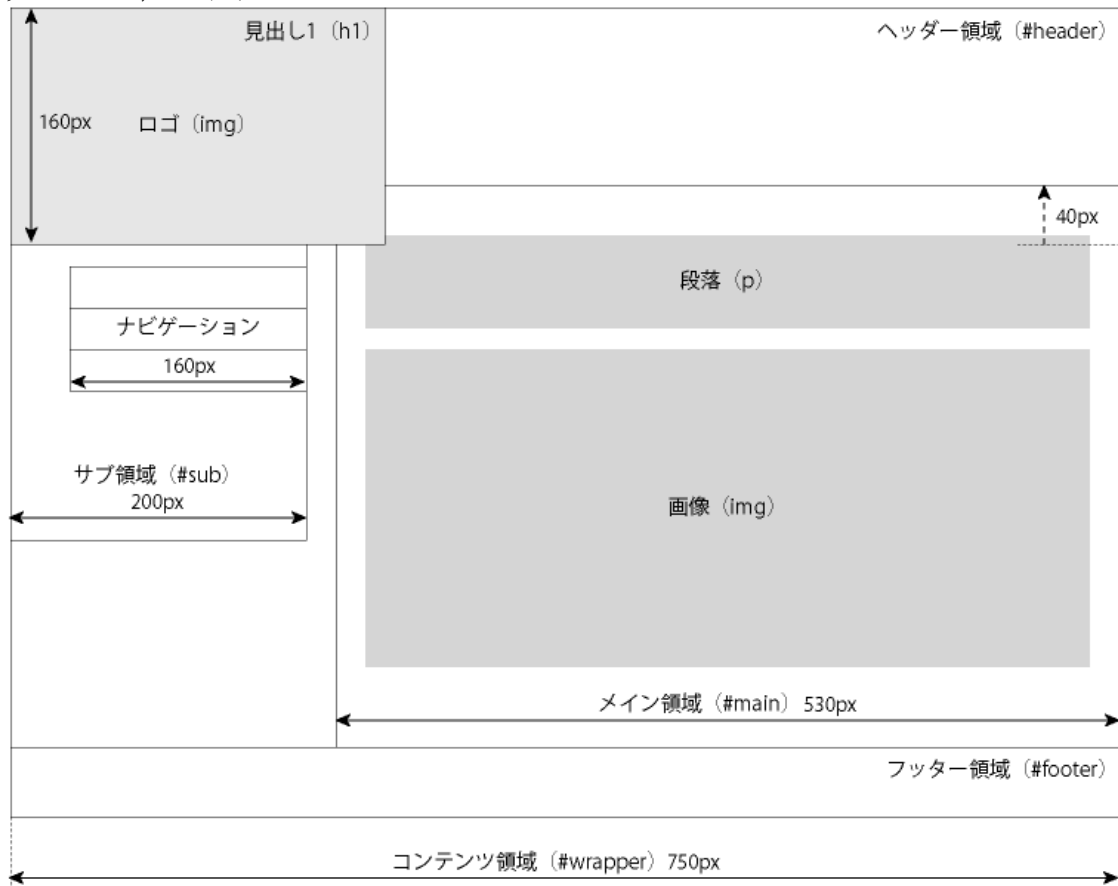 見出し1（h1）
ヘッダー領域（#header）
160px
ロゴ（img）
40px
段落（p）
ナビゲーション
160px
サブ領域（#sub）
200px
画像（img）
メイン領域（#main）530px
フッター領域（#footer）
コンテンツ領域（#wrapper）750px